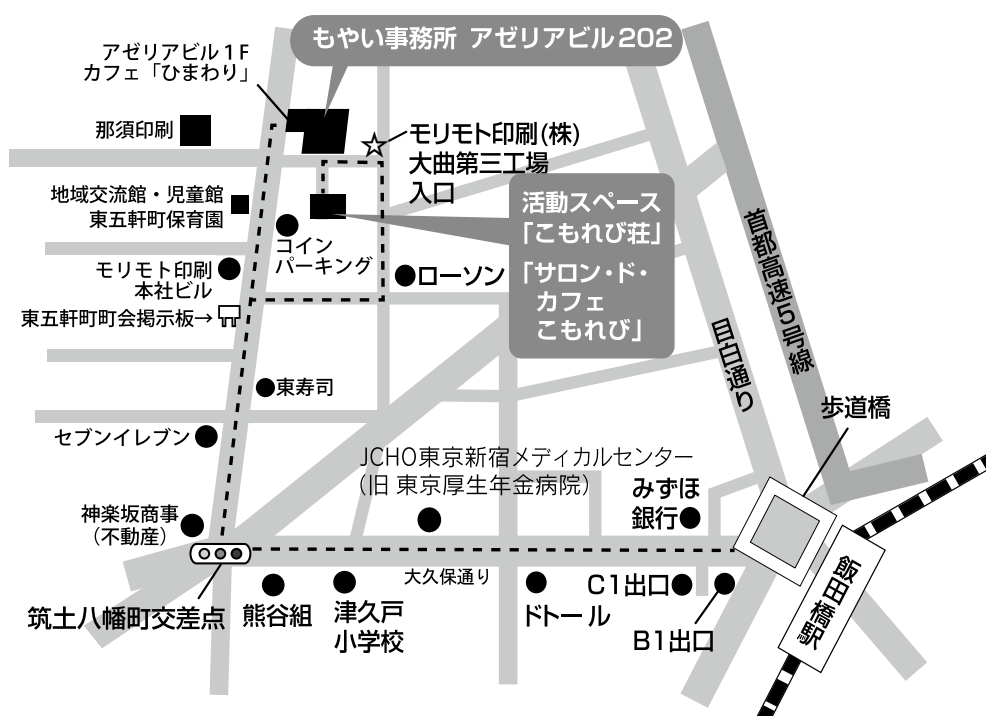 もやい事務所 アゼリアビル202
アゼリアビル1F
カフェ「ひまわり」
那須印刷
モリモト印刷(株)
大曲第三工場
入口
地域交流館・児童館
東五軒町保育園
活動スペース
「こもれび荘」
「サロン・ド・
カフェ
こもれび」
首都高速5号線
コイン
パーキング
モリモト印刷
本社ビル
ローソン
東五軒町町会掲示板→
目白通り
東寿司
歩道橋
セブンイレブン
JCHO東京新宿メディカルセンター
(旧 東京厚生年金病院)
みずほ
銀行
神楽坂商事
(不動産)
大久保通り
飯田橋駅
筑土八幡町交差点
熊谷組
津久戸
小学校
ドトール
C1出口
B1出口